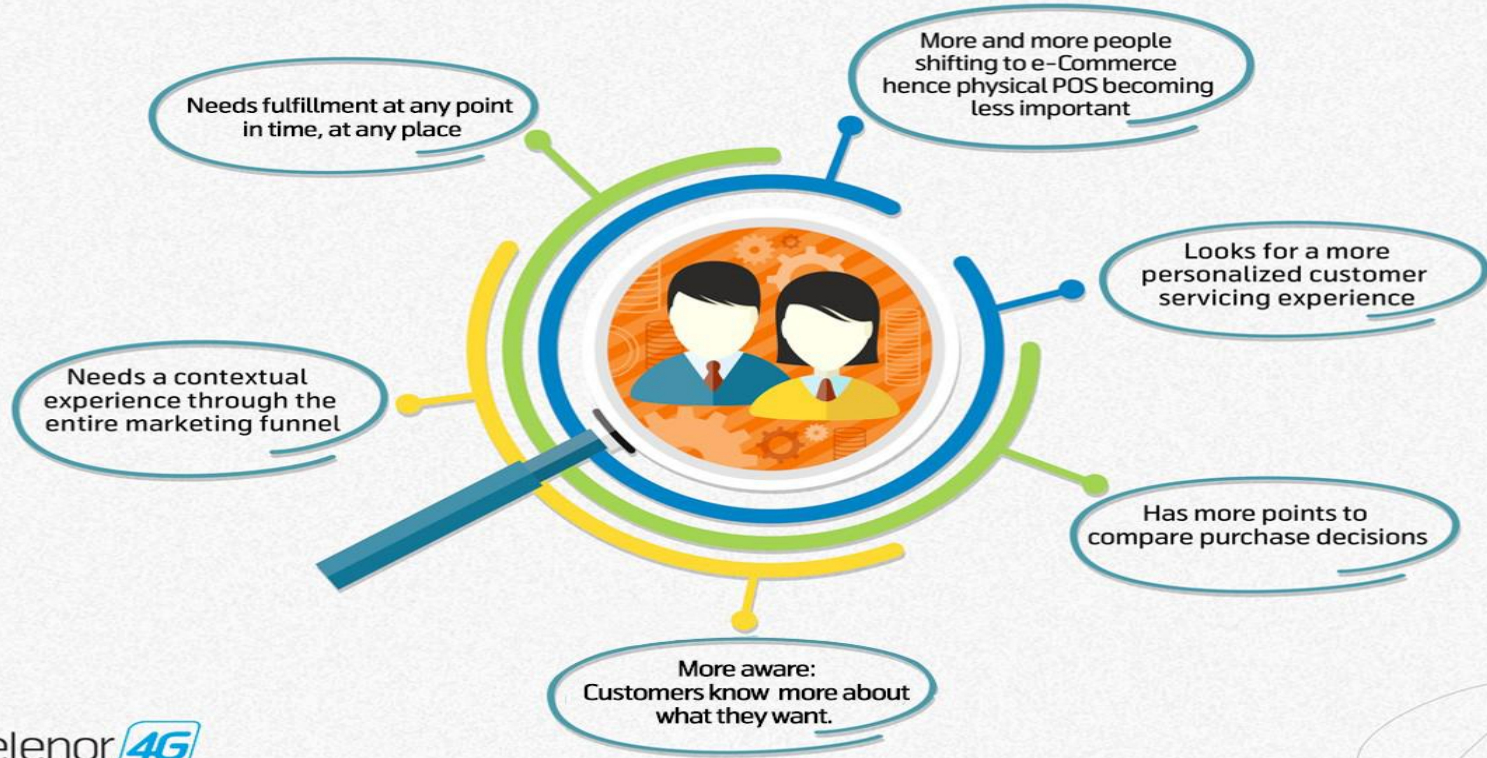 More and more people
shifting to e-Commerce
hence physical POS becoming
less important
Needs fulfillment at any point
in time, at any place
Looks for a more
personalized customer
servicing experience
Needs a contextual
experience through the
entire marketing funnel
Has more points to
compare purchase decisions
More aware:
Customers know more about
what they want.
elenor 4G